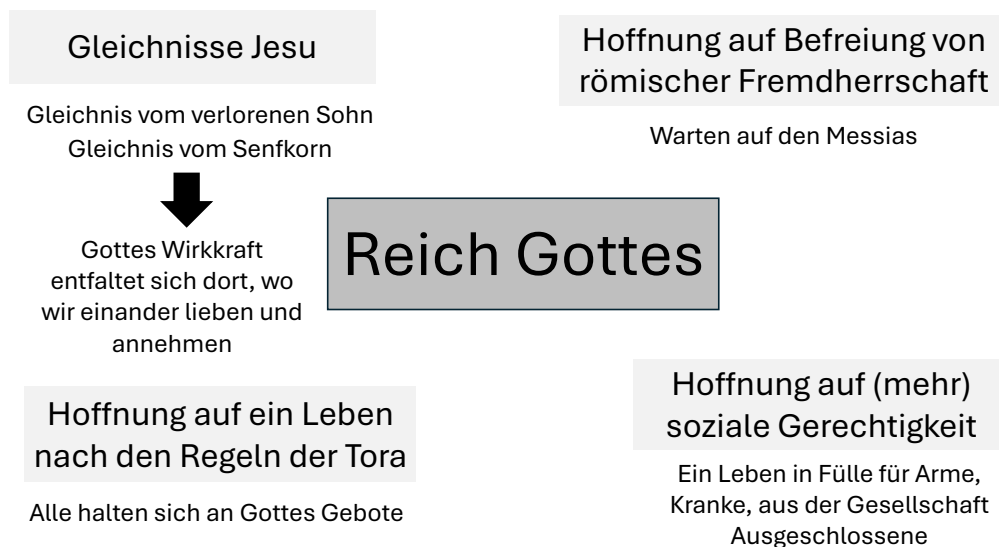 Gleichnisse Jesu
Gleichnis vom verlorenen Sohn
Gleichnis vom Senfkorn
Gottes Wirkkraft
entfaltet sich dort, wo
wir einander lieben und
annehmen
Hoffnung auf Befreiung von
römischer Fremdherrschaft
Warten auf den Messias
Reich Gottes
Hoffnung auf ein Leben
nach den Regeln der Tora
Alle halten sich an Gottes Gebote
Hoffnung auf (mehr)
soziale Gerechtigkeit
Ein Leben in Fülle für Arme,
Kranke, aus der Gesellschaft
Ausgeschlossene